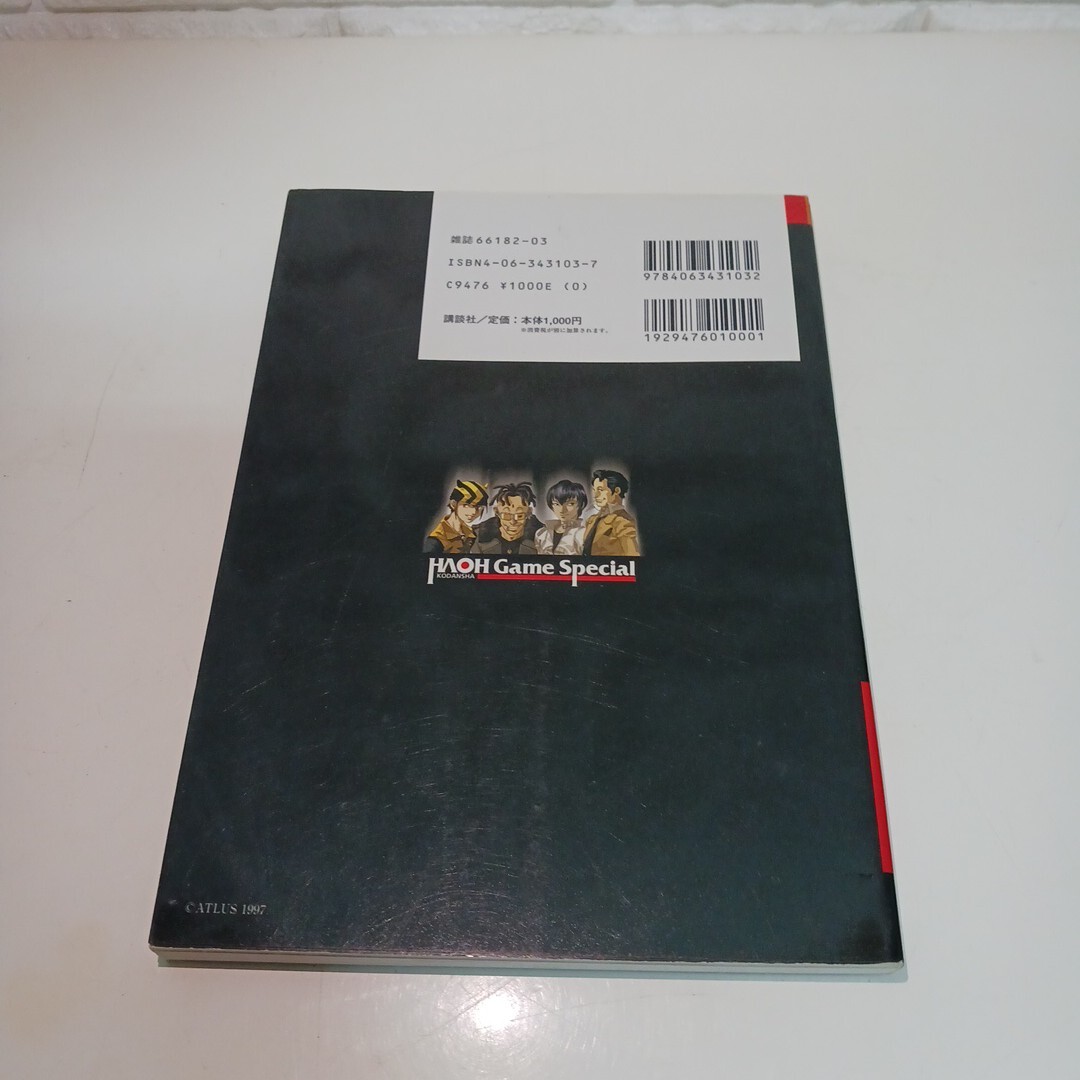 雑誌66182-03
ISBN4-06-343103-7
C9476 ¥1000E (0)
講談社／定価：本体1,000円
※消費税が別に加算されます。
9784063431032
1929476010001
HAOH Game Special
KODANSHA
©ATLUS 1997